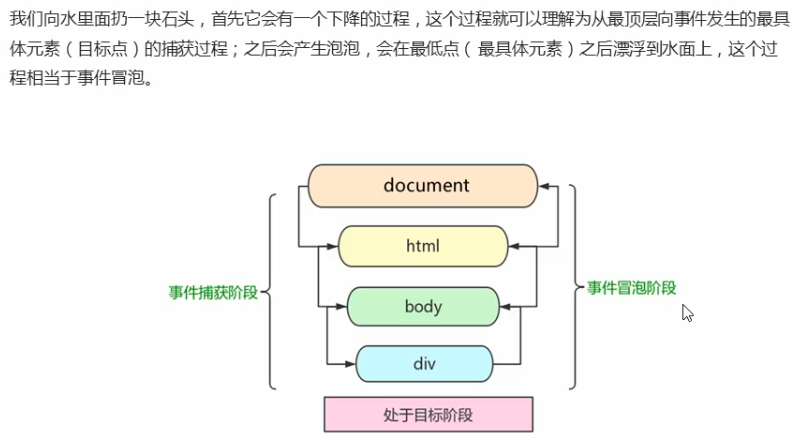 我们向水里面扔一块石头，首先它会有一个下降的过程，这个过程就可以理解为从最顶层向事件发生的最具
体元素（目标点）的捕获过程；之后会产生泡泡，会在最低点（ 最具体元素）之后漂浮到水面上，这个过
程相当于事件冒泡。
document
html
事件捕获阶段
事件冒泡阶段
body
div
处于目标阶段